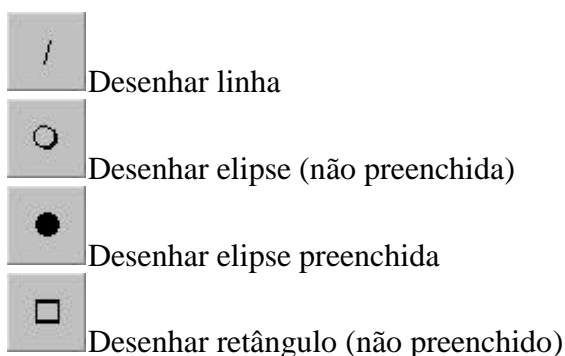 Desenhar linha
Desenhar elipse (não preenchida)
Desenhar elipse preenchida
Desenhar retângulo (não preenchido)